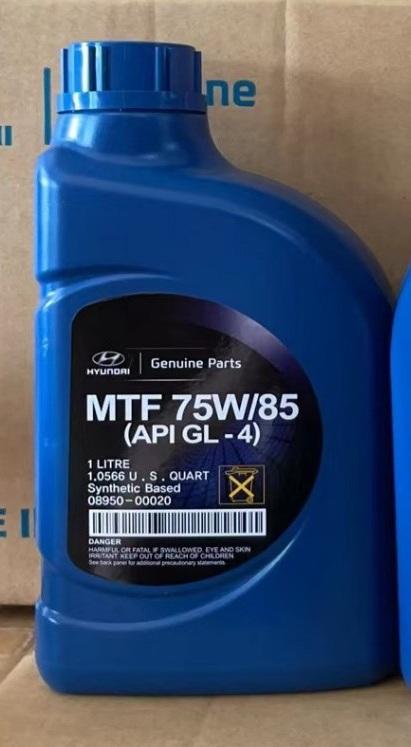 HYUNDAI
Genuine Parts
MTF 75W/85
(API GL - 4)
1 LITRE
1,0566 U . S . QUART
Synthetic Based
08950-00020
DANGER
HARMFUL OR FATAL IF SWALLOWED. EYE AND SKIN
IRRITANT. KEEP OUT OF REACH OF CHILDREN.
See back panel for additional precautionary statements.
ne